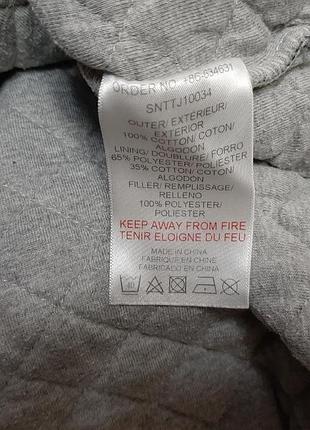 ORDER NO: +86-634631
SNTTJ10034
OUTER/ EXTERIEUR/
EXTERIOR
100% COTTON/ COTON/
ALGODON
LINING/ DOUBLURE/ FORRO
65% POLYESTER/ POLIESTER
35% COTTON/ COTON/
ALGODON
FILLER/ REMPLISSAGE/
RELLENO
100% POLYESTER/
POLIESTER
KEEP AWAY FROM FIRE
TENIR ELOIGNE DU FEU
MADE IN CHINA
FABRIQUE EN CHINE
FABRICADO EN CHINA